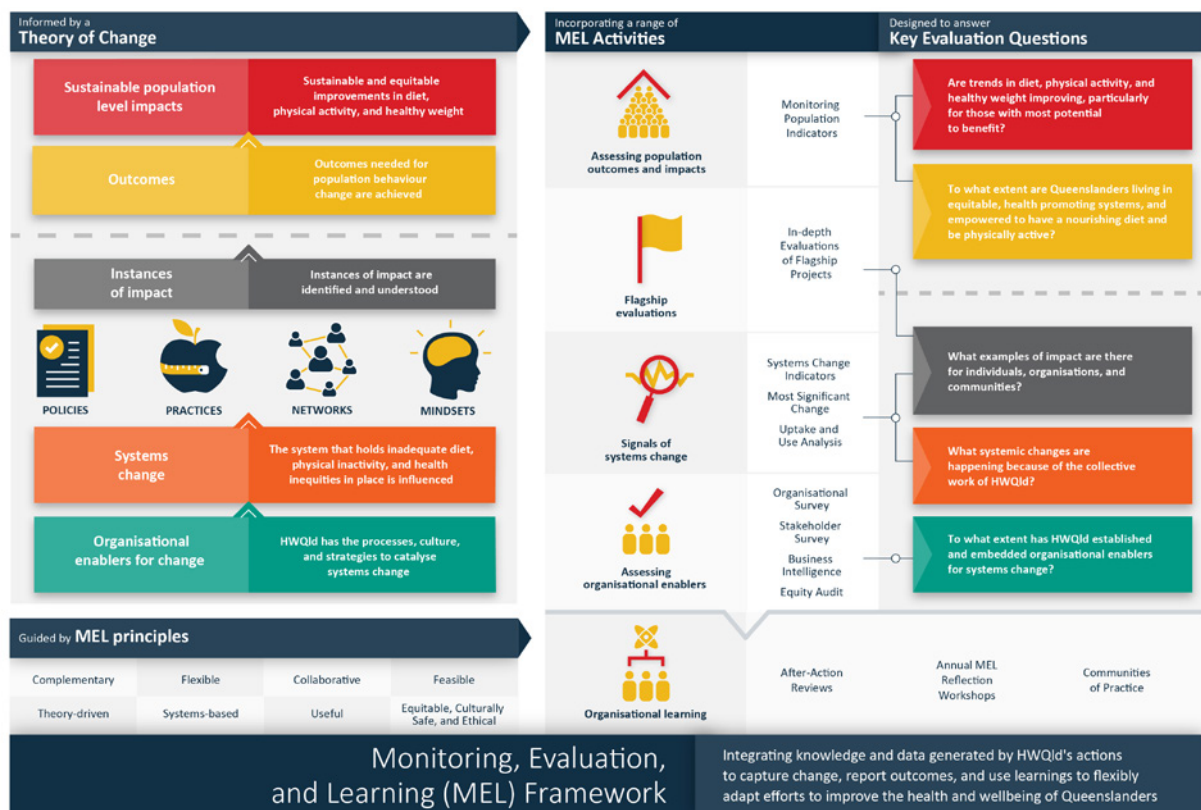 Informed by a
Theory of Change
Sustainable population
level impacts
Sustainable and equitable
improvements in diet,
physical activity, and healthy weight
Outcomes
Outcomes needed for
population behaviour
change are achieved
Instances
of impact
Instances of impact are
identified and understood
POLICIES
PRACTICES
NETWORKS
MINDSETS
Systems
change
The system that holds inadequate diet,
physical inactivity, and health
inequities in place is influenced
Organisational
enablers for change
HWQld has the processes, culture,
and strategies to catalyse
systems change
Guided by MEL principles
Complementary
Flexible
Collaborative
Feasible
Theory-driven
Systems-based
Useful
Equitable, Culturally
Safe, and Ethical
Incorporating a range of
MEL Activities
Assessing population
outcomes and impacts
Monitoring
Population
Indicators
Flagship
evaluations
In-depth
Evaluations
of Flagship
Projects
Signals of
systems change
Systems Change
Indicators
Most Significant
Change
Uptake and
Use Analysis
Assessing
organisational enablers
Organisational
Survey
Stakeholder
Survey
Business
Intelligence
Equity Audit
Designed to answer
Key Evaluation Questions
Are trends in diet, physical activity, and
healthy weight improving, particularly
for those with most potential
to benefit?
To what extent are Queenslanders living in
equitable, health promoting systems, and
empowered to have a nourishing diet and
be physically active?
What examples of impact are there
for individuals, organisations, and
communities?
What systemic changes are
happening because of the collective
work of HWQld?
To what extent has HWQld established
and embedded organisational enablers
for systems change?
Organisational learning
After-Action
Reviews
Annual MEL
Reflection
Workshops
Communities
of Practice
Monitoring, Evaluation,
and Learning (MEL) Framework
Integrating knowledge and data generated by HWQld's actions
to capture change, report outcomes, and use learnings to flexibly
adapt efforts to improve the health and wellbeing of Queenslanders